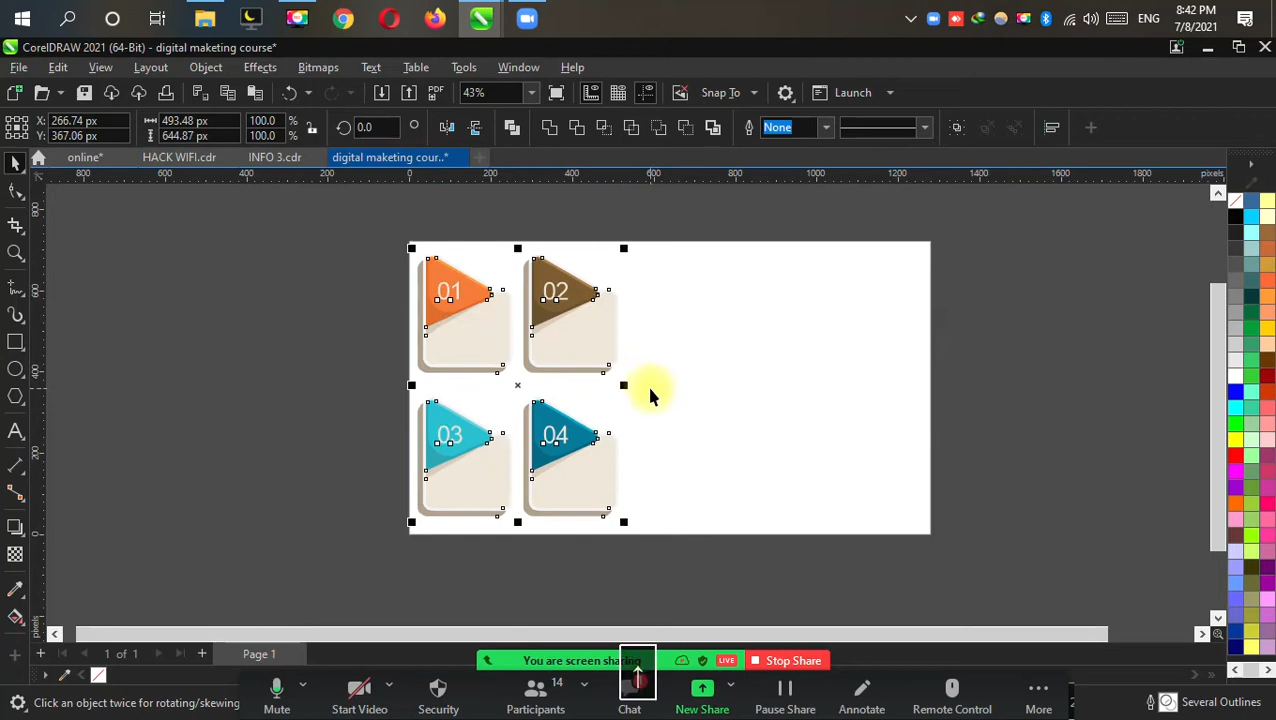 8:42 PM
ENG
7/8/2021
CorelDRAW 2021 (64-Bit) - digital maketing course*
File Edit View Layout Object Effects Bitmaps Text Table Tools Window Help
PDF 43% Snap To Launch
X: 266.74 px 493.48 px 100.0 %
Y: 367.06 px 644.87 px 100.0 %
0.0 None
online* HACK WIFI.cdr INFO 3.cdr digital maketing cour..*
800 600 400 200 0 200 400 600 800 1000 1200 1400 1600 1800 pixels
01 02
03 04
1 of 1 Page 1
You are screen sharing LIVE Stop Share
14
Mute Start Video Security Participants Chat New Share Pause Share Annotate Remote Control More
Click an object twice for rotating/skewing
Several Outlines